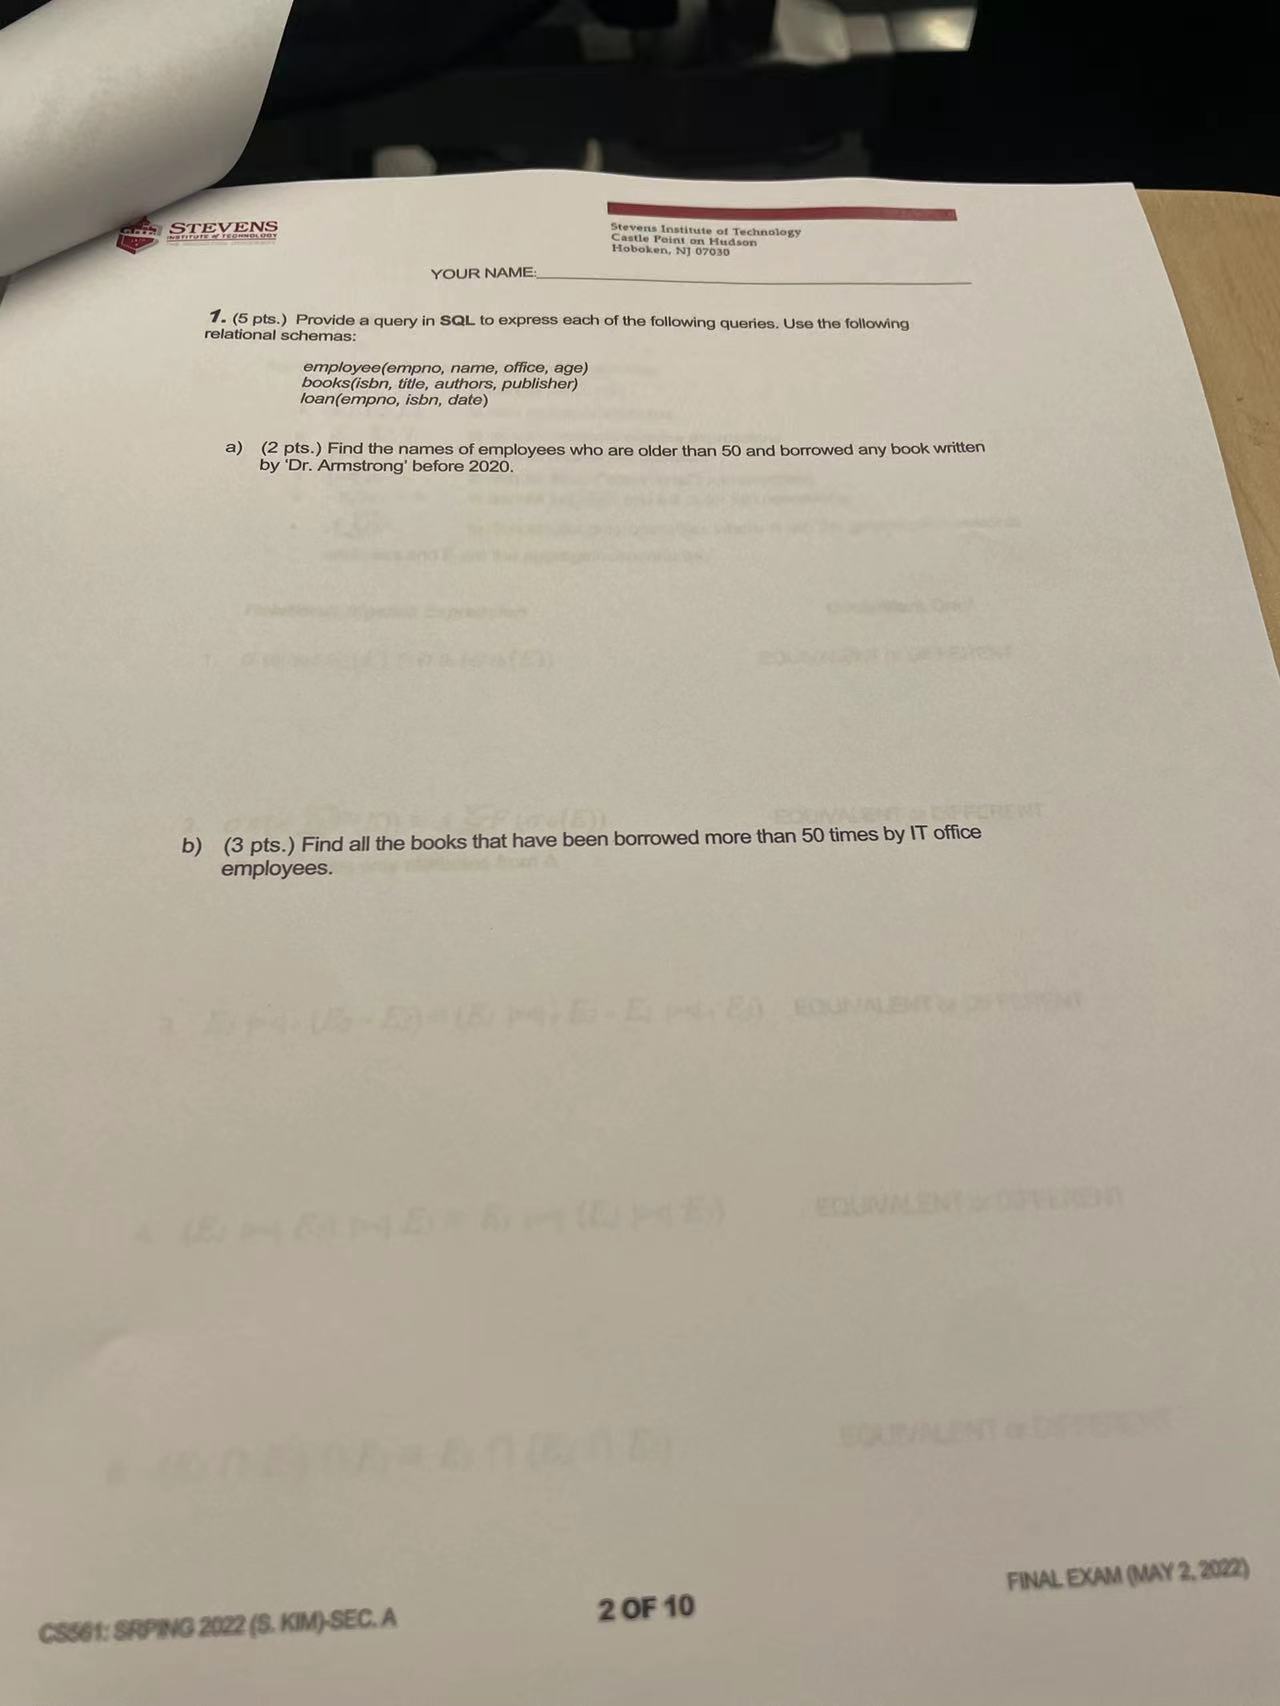 STEVENS
INSTITUTE of TECHNOLOGY
Stevens Institute of Technology
Castle Point on Hudson
Hoboken, NJ 07030
YOUR NAME:
1. (5 pts.) Provide a query in SQL to express each of the following queries. Use the following
relational schemas:
employee(empno, name, office, age)
books(isbn, title, authors, publisher)
loan(empno, isbn, date)
a) (2 pts.) Find the names of employees who are older than 50 and borrowed any book written
by 'Dr. Armstrong' before 2020.
b) (3 pts.) Find all the books that have been borrowed more than 50 times by IT office
employees.
CS561: SRPING 2022 (S. KIM)-SEC. A
2 OF 10
FINAL EXAM (MAY 2, 2022)